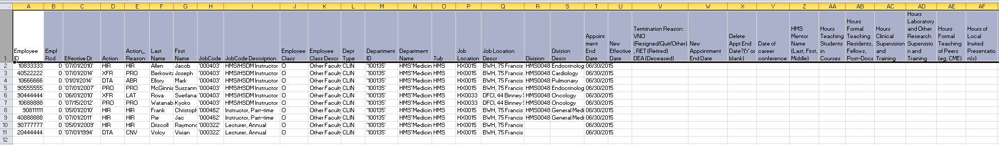 A B C D E F G H I J K L M N O P Q R S T U V W X Y Z AA AB AC AD AE AF
1 Employee ID Empl Rcd Effective Dt Action Action_ Reason Last Name First Name JobCode JobCode Description Employee Class Employee Class Descr Dept Type Department ID Department Name Tub Job Location Job Location Descr Division Division Descr Appoint ment End Date New Effective Date Termination Reason: VNO (Resigned/Quit/Other) , RET (Retired) DEA (Deceased) New Appointment End Date Delete Appt End Date?(Y or blank) Date of career conference HMS Mentor Name (Last, First, Middle) Hours Teaching Students in Courses Hours Formal Teaching Residents, Fellows, Post-Docs Hours Clinical Supervision and Training Hours Laboratory and Other Research Supervisio n and Training Hours Formal Teaching of Peers (eg, CME) Hours of Local Invited Presentatio n(s)
2 10833333 0 '07/01/2010' HIR HIR Allen Jacob '000403' HMS/HSDM Instructor O Other Facult CLIN '100135' HMS^Medicin HMS HX0015 BWH, 75 Francis HMS0048 Endocrinolog 06/30/2015
3 40522222 0 '07/01/2014' XFR PRO Berkowitz Joseph '000403' HMS/HSDM Instructor O Other Facult CLIN '100135' HMS^Medicin HMS HX0015 BWH, 75 Francis HMS0048 Cardiology 06/30/2015
4 10666666 0 '01/01/2014' DTA ABR Ellory Mark '000403' HMS/HSDM Instructor O Other Facult CLIN '100135' HMS^Medicin HMS HX0015 BWH, 75 Francis HMS0048 Pulmonary 06/30/2015
5 90555555 0 '07/01/2007' PRO PRO McGinnis Suzann '000403' HMS/HSDM Instructor O Other Facult CLIN '100135' HMS^Medicin HMS HX0015 BWH, 75 Francis HMS0048 Endocrinolog 06/30/2015
6 90444444 0 '06/01/2010' XFR LAT Rova Svetlana '000403' HMS/HSDM Instructor O Other Facult CLIN '100135' HMS^Medicin HMS HX0033 DFCI, 44 Binney S HMS0048 Oncology 06/30/2015
7 10688888 0 '07/15/2012' PRO PRO Watanab Kyoko '000403' HMS/HSDM Instructor O Other Facult CLIN '100135' HMS^Medicin HMS HX0033 DFCI, 44 Binney S HMS0048 Oncology 06/30/2015
8 90811111 0 '05/01/2010' HIR HIR Frank Christoph '000462' Instructor, Part-time O Other Facult CLIN '100135' HMS^Medicin HMS HX0015 BWH, 75 Francis HMS0048 General Medi 06/30/2015
9 40888888 0 '07/01/2011' HIR HIR Pie Jac '000462' Instructor, Part-time O Other Facult CLIN '100135' HMS^Medicin HMS HX0015 BWH, 75 Francis HMS0048 General Medi 06/30/2015
10 90777777 0 '05/01/2009' HIR HIR Driscoll Raymond '000322' Lecturer, Annual O Other Facult CLIN '100135' HMS^Medicin HMS HX0015 BWH, 75 Francis 06/30/2015
11 20444444 0 '07/01/1994' DTA CNV Volcy Vivian '000322' Lecturer, Annual O Other Facult CLIN '100135' HMS^Medicin HMS HX0015 BWH, 75 Francis 06/30/2015
12